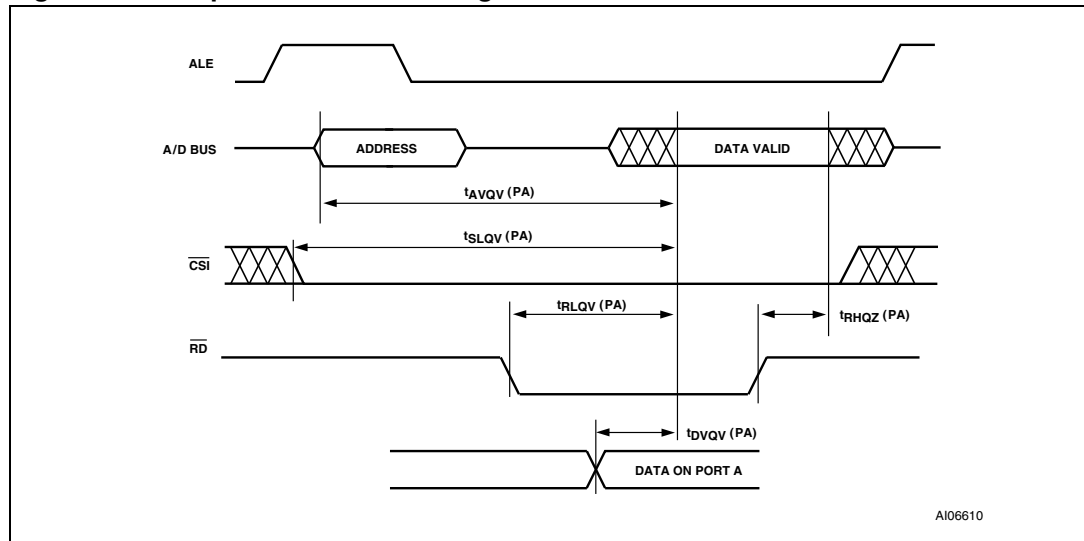 ALE
A/D BUS
ADDRESS
DATA VALID
tAVQV (PA)
tSLQV (PA)
CSI
tRLQV (PA)
tRHQZ (PA)
RD
tDVQV (PA)
DATA ON PORT A
AI06610